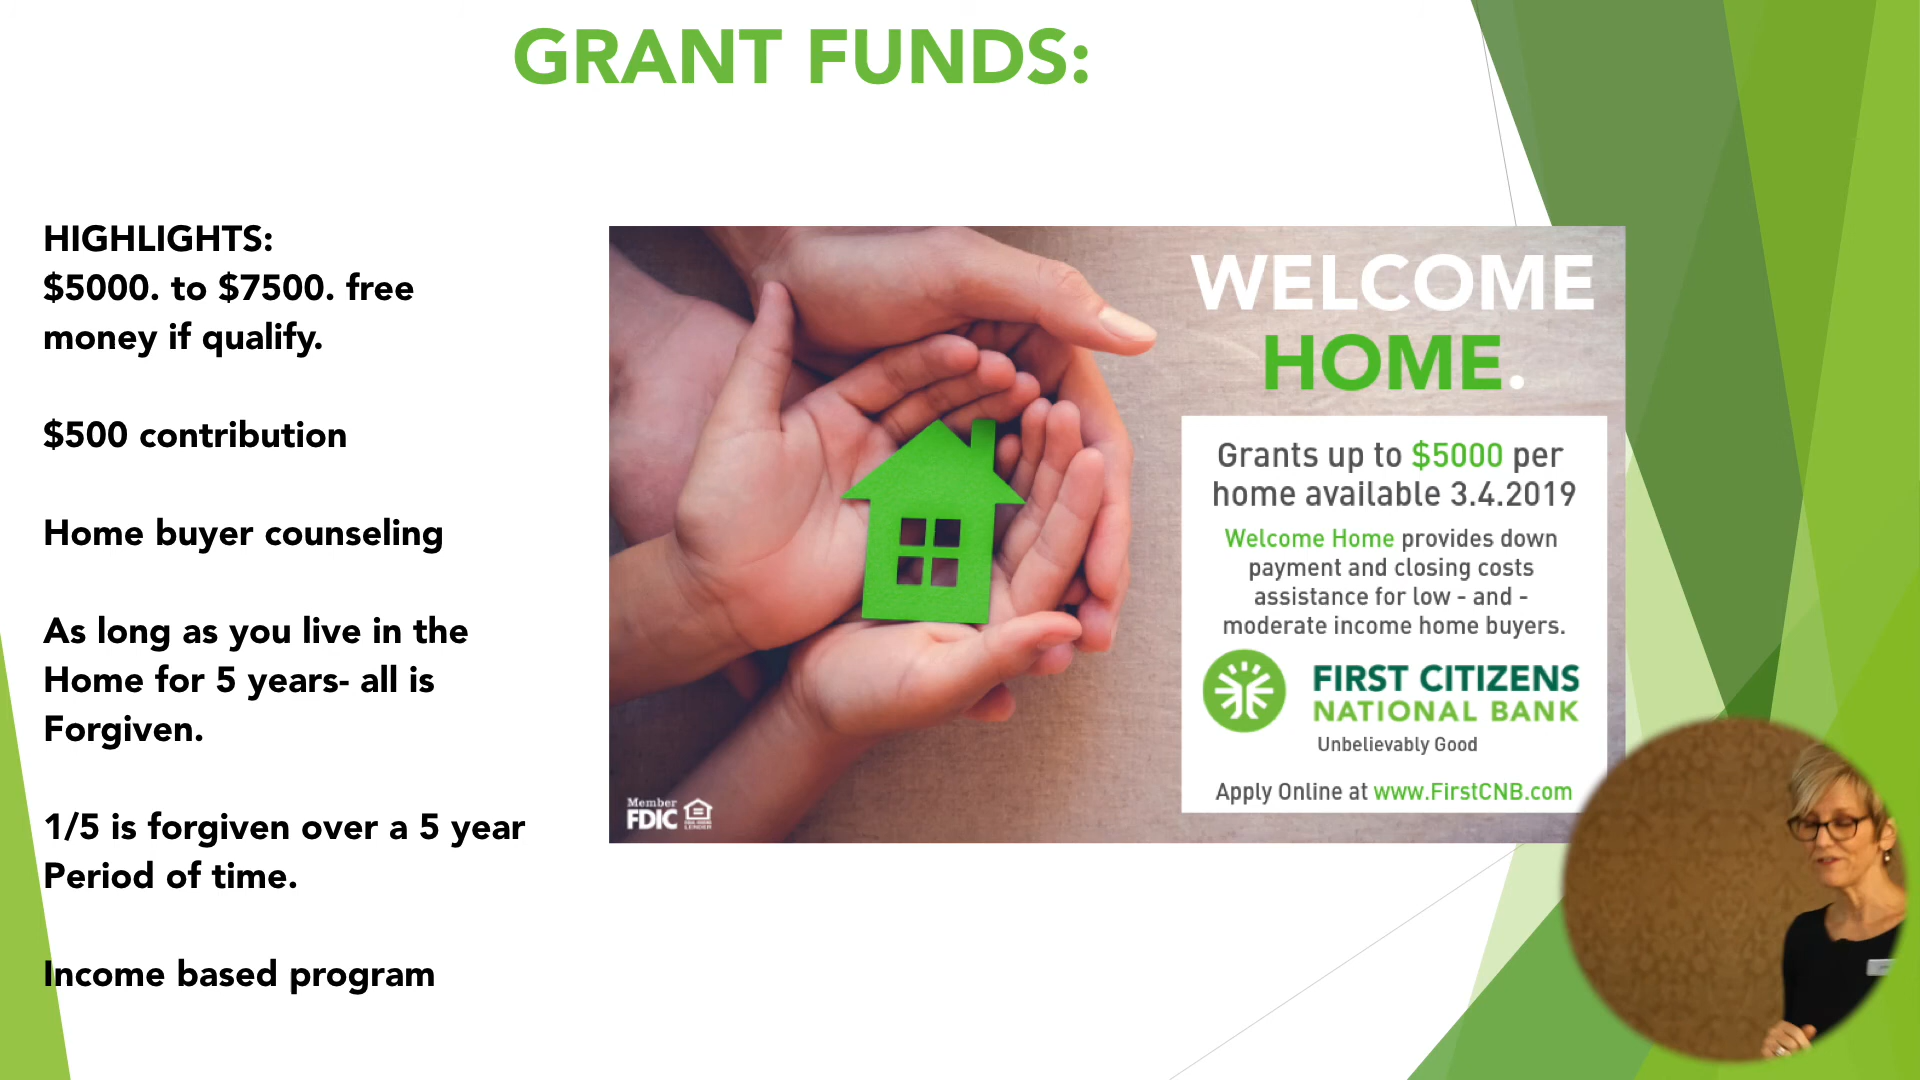 GRANT FUNDS:
HIGHLIGHTS:
$5000. to $7500. free
money if qualify.
$500 contribution
Home buyer counseling
As long as you live in the
Home for 5 years- all is
Forgiven.
1/5 is forgiven over a 5 year
Period of time.
Income based program
WELCOME
HOME.
Grants up to $5000 per
home available 3.4.2019
Welcome Home provides down
payment and closing costs
assistance for low - and -
moderate income home buyers.
FIRST CITIZENS
NATIONAL BANK
Unbelievably Good
Apply Online at www.FirstCNB.com
Member
FDIC